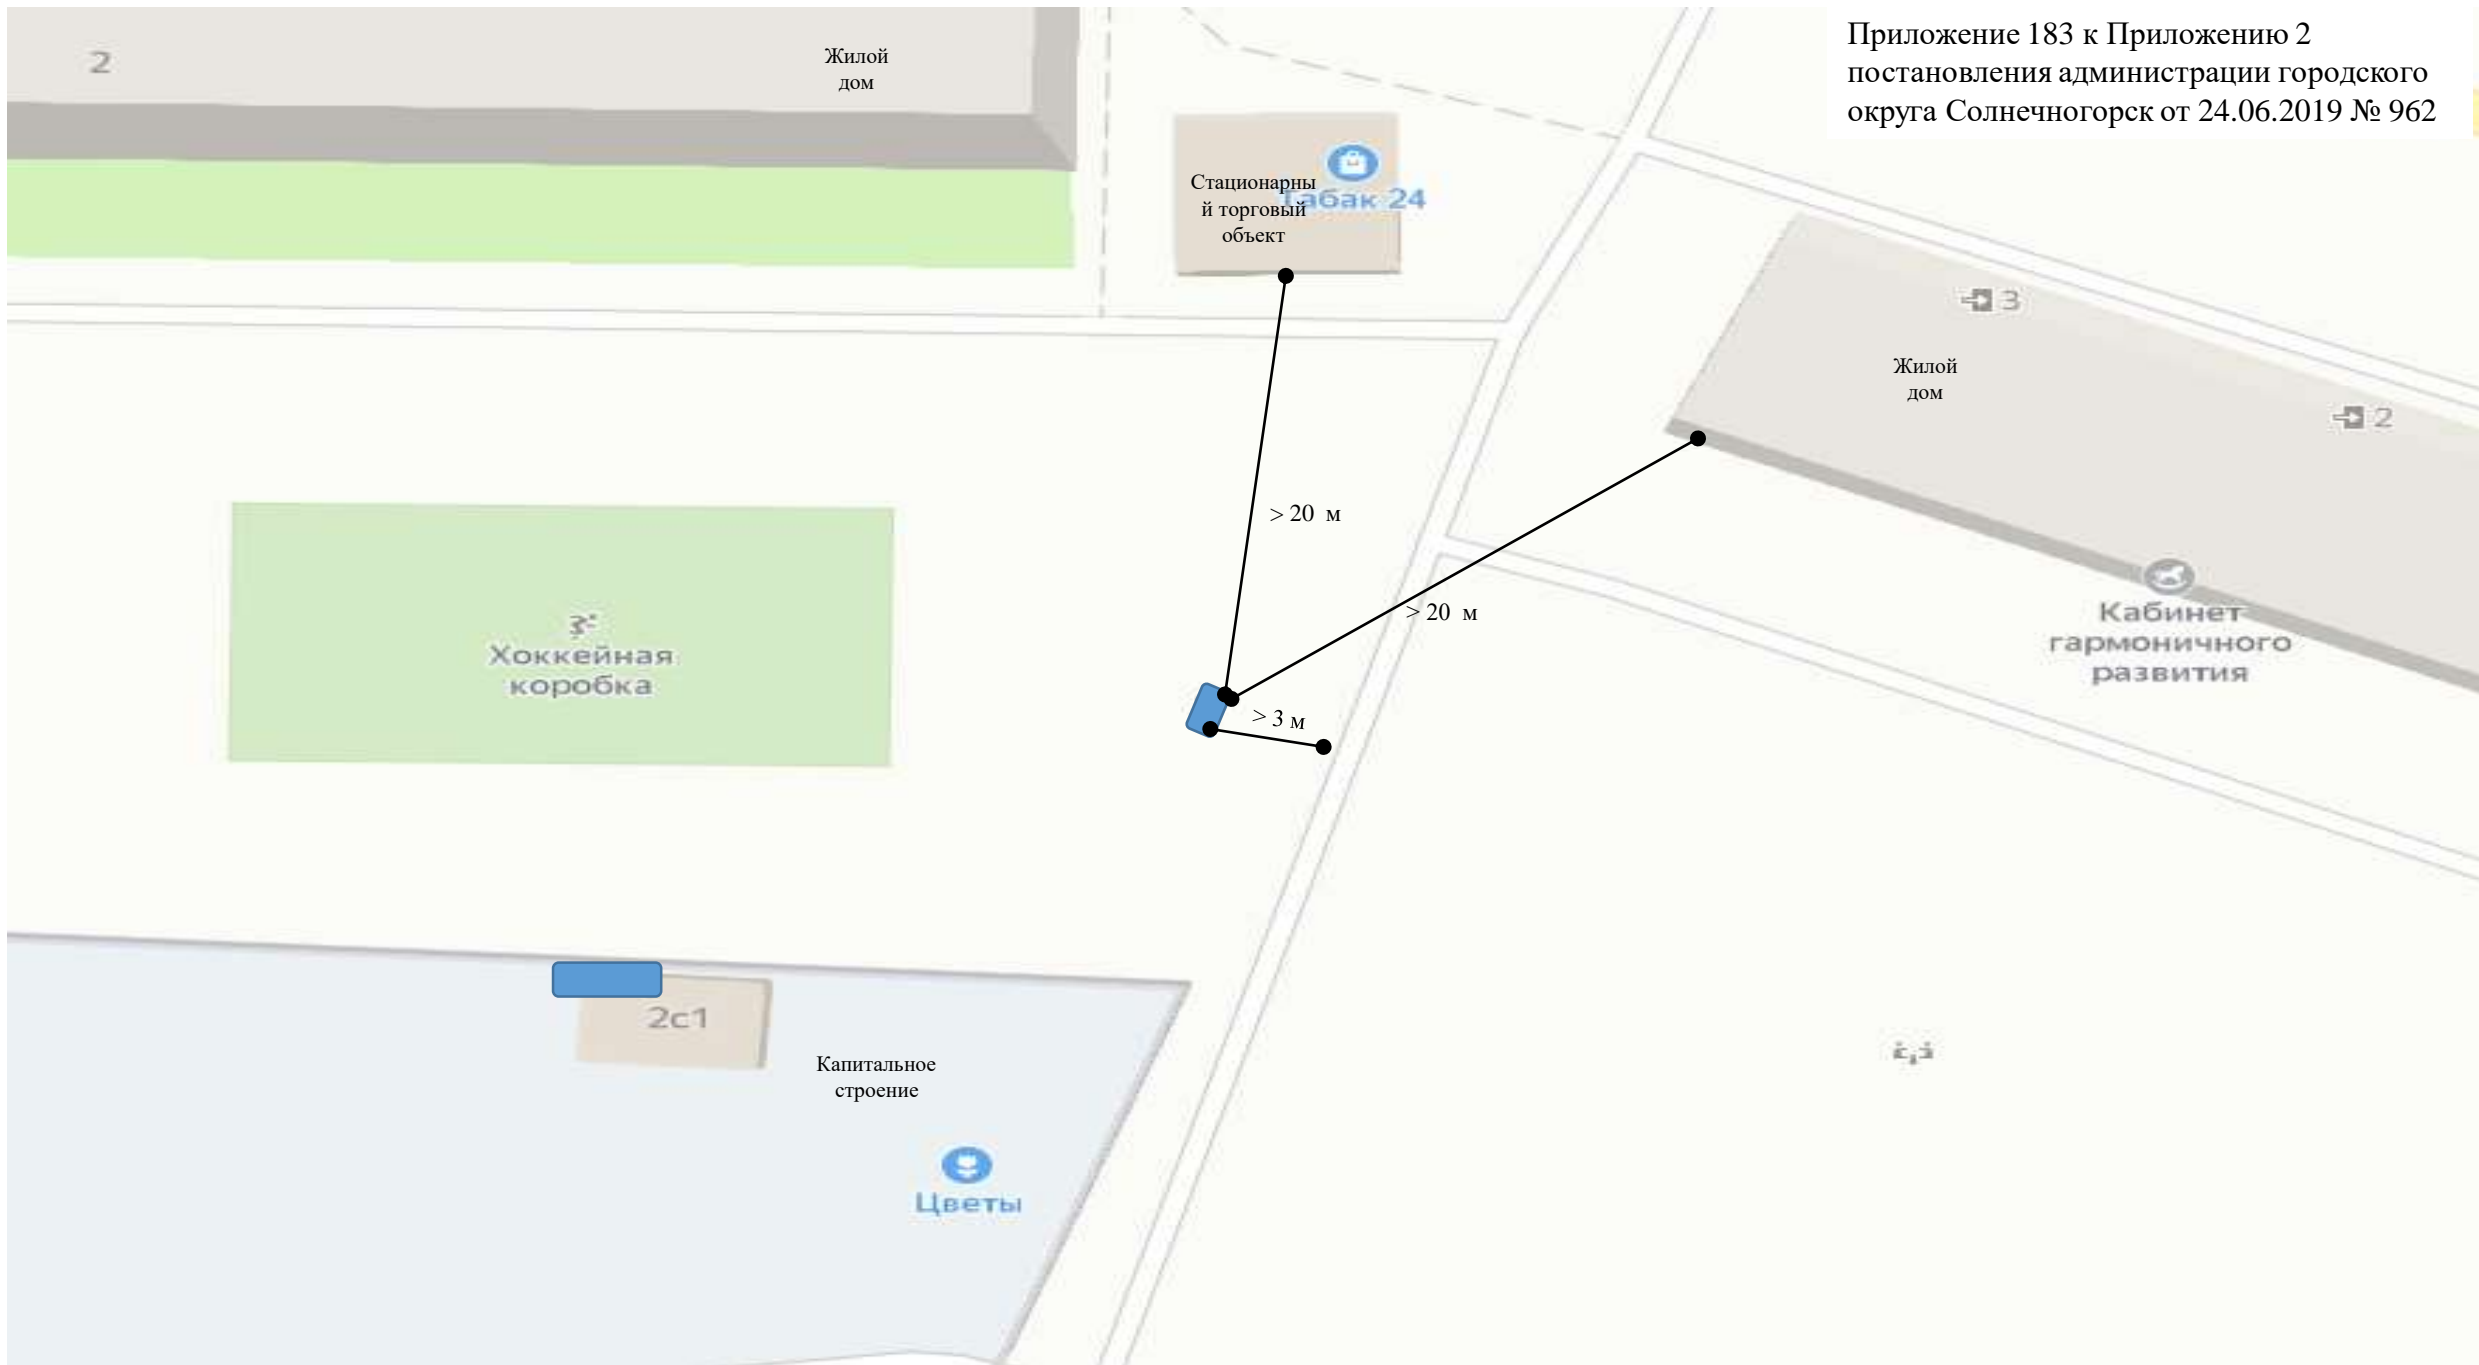 Приложение 183 к Приложению 2
постановления администрации городского
округа Солнечногорск от 24.06.2019 № 962
2
Жилой
дом
Стационарны
й торговый
объект
Табак 24
3
Жилой
дом
2
> 20 м
> 20 м
Кабинет
гармоничного
развития
Хоккейная
коробка
> 3 м
2с1
Капитальное
строение
Цветы